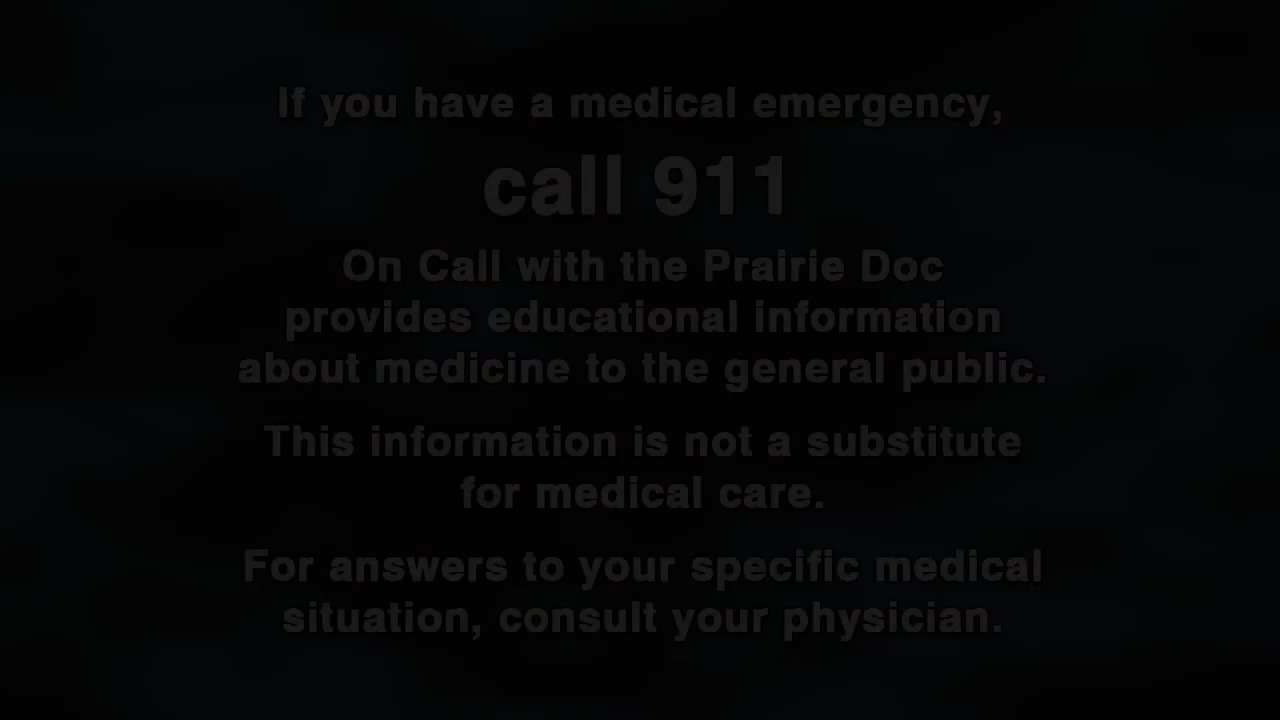 If you have a medical emergency,
call 911
On Call with the Prairie Doc
provides educational information
about medicine to the general public.
This information is not a substitute
for medical care.
For answers to your specific medical
situation, consult your physician.